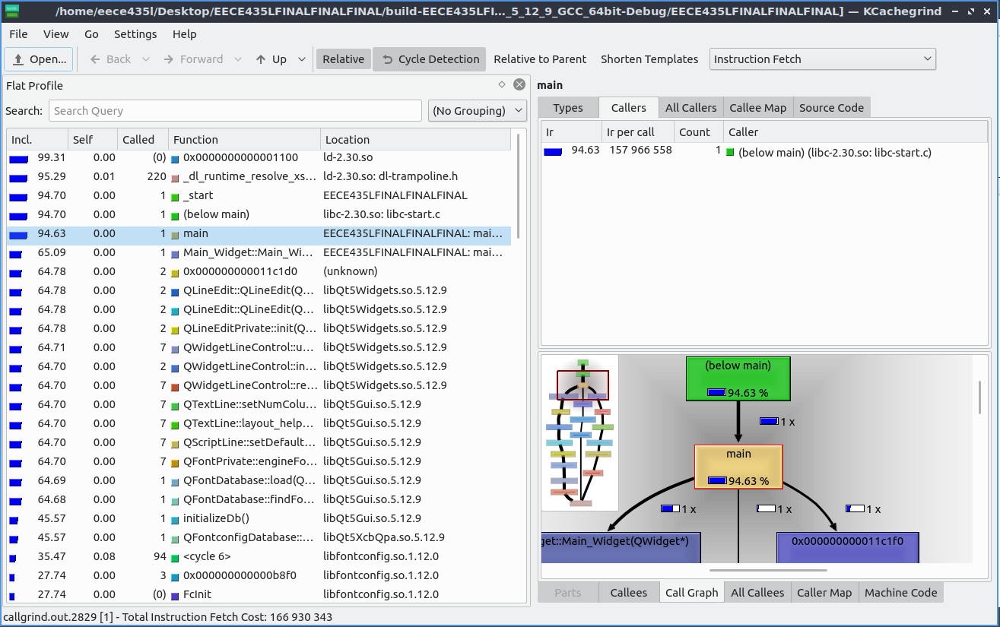 /home/eece435l/Desktop/EECE435LFINALFINALFINAL/build-EECE435LFI..._5_12_9_GCC_64bit-Debug/EECE435LFINALFINALFINAL] — KCachegrind
File View Go Settings Help
Open... Back Forward Up Relative Cycle Detection Relative to Parent Shorten Templates Instruction Fetch
Flat Profile
Search: Search Query (No Grouping)
Incl. Self Called Function Location
99.31 0.00 (0) 0x0000000000001100 ld-2.30.so
95.29 0.01 220 _dl_runtime_resolve_xs... ld-2.30.so: dl-trampoline.h
94.70 0.00 1 _start EECE435LFINALFINALFINAL
94.70 0.00 1 (below main) libc-2.30.so: libc-start.c
94.63 0.00 1 main EECE435LFINALFINALFINAL: mai...
65.09 0.00 1 Main_Widget::Main_Wi... EECE435LFINALFINALFINAL: mai...
64.78 0.00 2 0x000000000011c1d0 (unknown)
64.78 0.00 2 QLineEdit::QLineEdit(Q... libQt5Widgets.so.5.12.9
64.78 0.00 2 QLineEdit::QLineEdit(Q... libQt5Widgets.so.5.12.9
64.78 0.00 2 QLineEditPrivate::init(Q... libQt5Widgets.so.5.12.9
64.71 0.00 7 QWidgetLineControl::u... libQt5Widgets.so.5.12.9
64.70 0.00 2 QWidgetLineControl::in... libQt5Widgets.so.5.12.9
64.70 0.00 7 QWidgetLineControl::re... libQt5Widgets.so.5.12.9
64.70 0.00 7 QTextLine::setNumColu... libQt5Gui.so.5.12.9
64.70 0.00 7 QTextLine::layout_help... libQt5Gui.so.5.12.9
64.70 0.00 7 QScriptLine::setDefault... libQt5Gui.so.5.12.9
64.70 0.00 7 QFontPrivate::engineFo... libQt5Gui.so.5.12.9
64.69 0.00 1 QFontDatabase::load(Q... libQt5Gui.so.5.12.9
64.68 0.00 1 QFontDatabase::findFo... libQt5Gui.so.5.12.9
45.57 0.00 1 initializeDb() libQt5Gui.so.5.12.9
45.57 0.00 1 QFontconfigDatabase::... libQt5XcbQpa.so.5.12.9
35.47 0.08 94 <cycle 6> libfontconfig.so.1.12.0
27.74 0.00 3 0x000000000000b8f0 libfontconfig.so.1.12.0
27.74 0.00 (0) FcInit libfontconfig.so.1.12.0
main
Types Callers All Callers Callee Map Source Code
Ir Ir per call Count Caller
94.63 157 966 558 1 (below main) (libc-2.30.so: libc-start.c)
(below main)
94.63 %
1 x
main
94.63 %
1 x 1 x 1 x
get::Main_Widget(QWidget*) 0x000000000011c1f0
Parts Callees Call Graph All Callees Caller Map Machine Code
callgrind.out.2829 [1] - Total Instruction Fetch Cost: 166 930 343